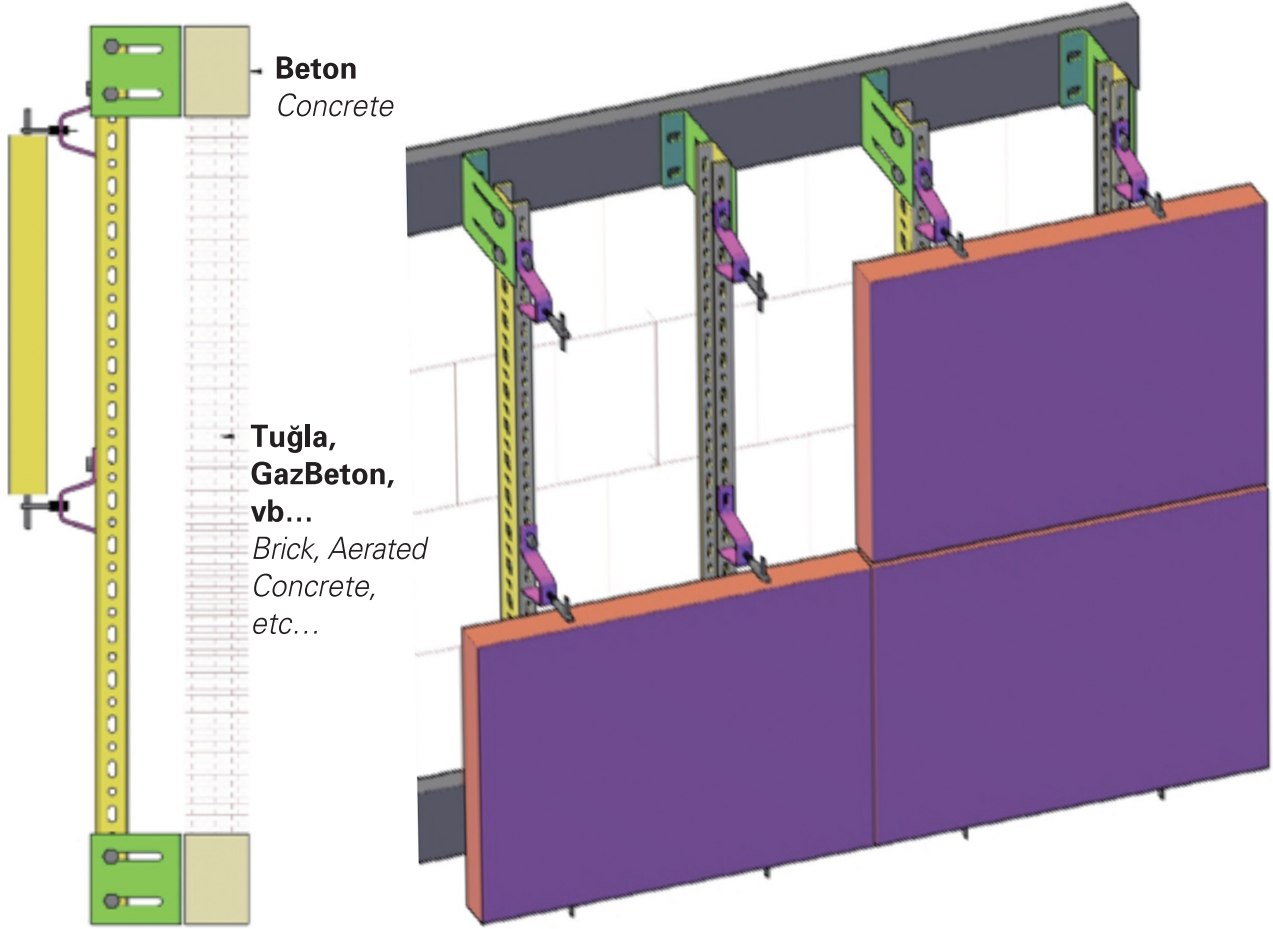 Beton
Concrete
Tuğla,
GazBeton,
vb...
Brick, Aerated
Concrete,
etc...